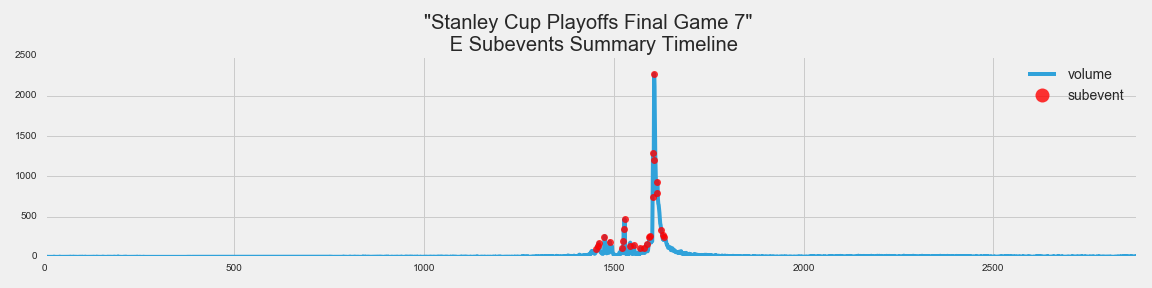 "Stanley Cup Playoffs Final Game 7"
E Subevents Summary Timeline
2500
2000
1500
1000
500
0
volume
subevent
0 500 1000 1500 2000 2500